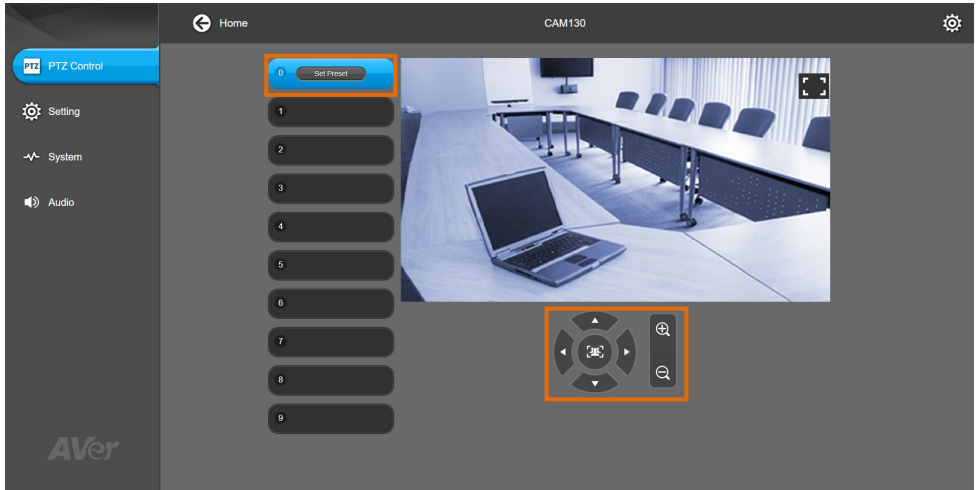 Home
CAM130
PTZ PTZ Control
Setting
System
Audio
0 Set Preset
1
2
3
4
5
6
7
8
9
AVer